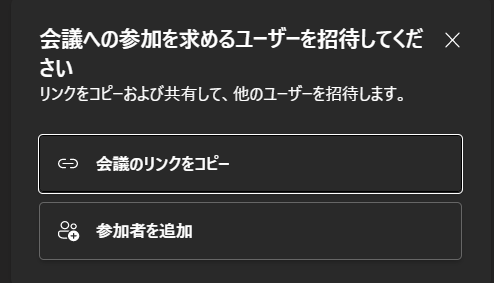 会議への参加を求めるユーザーを招待してくだ
さい
リンクをコピーおよび共有して、他のユーザーを招待します。
会議のリンクをコピー
参加者を追加